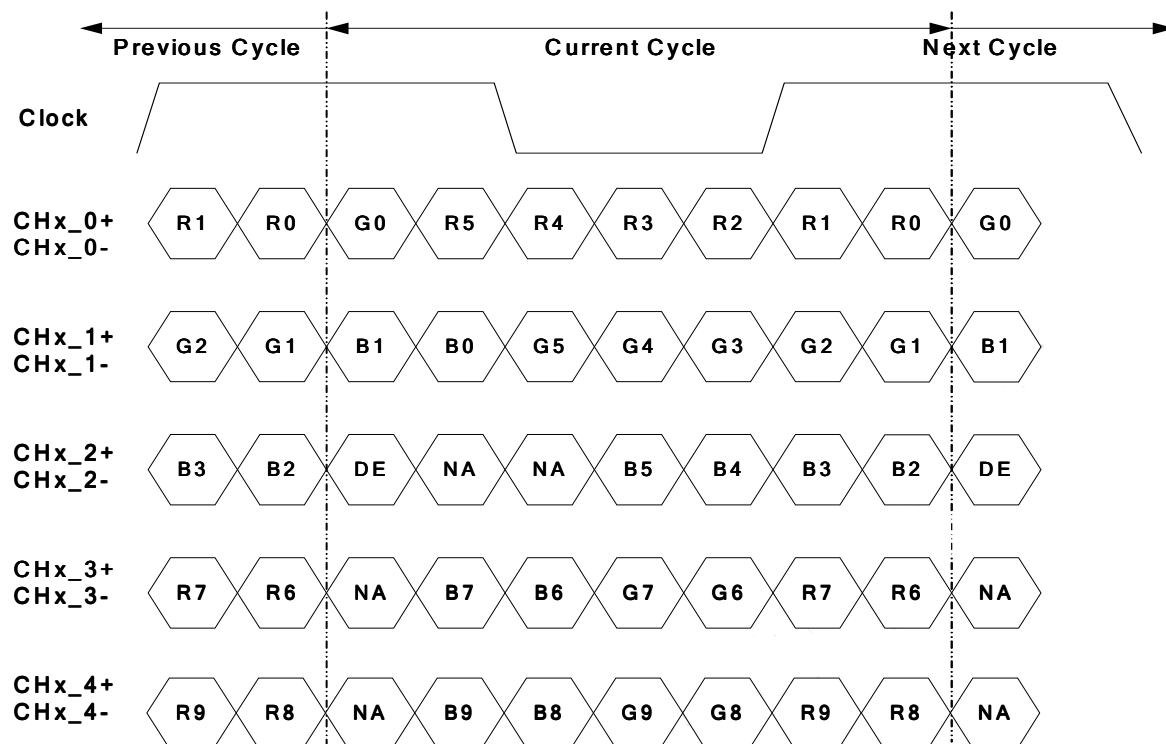 Previous Cycle Current Cycle Next Cycle
Clock
CHx_0+
CHx_0-
R1 R0 G0 R5 R4 R3 R2 R1 R0 G0
CHx_1+
CHx_1-
G2 G1 B1 B0 G5 G4 G3 G2 G1 B1
CHx_2+
CHx_2-
B3 B2 DE NA NA B5 B4 B3 B2 DE
CHx_3+
CHx_3-
R7 R6 NA B7 B6 G7 G6 R7 R6 NA
CHx_4+
CHx_4-
R9 R8 NA B9 B8 G9 G8 R9 R8 NA